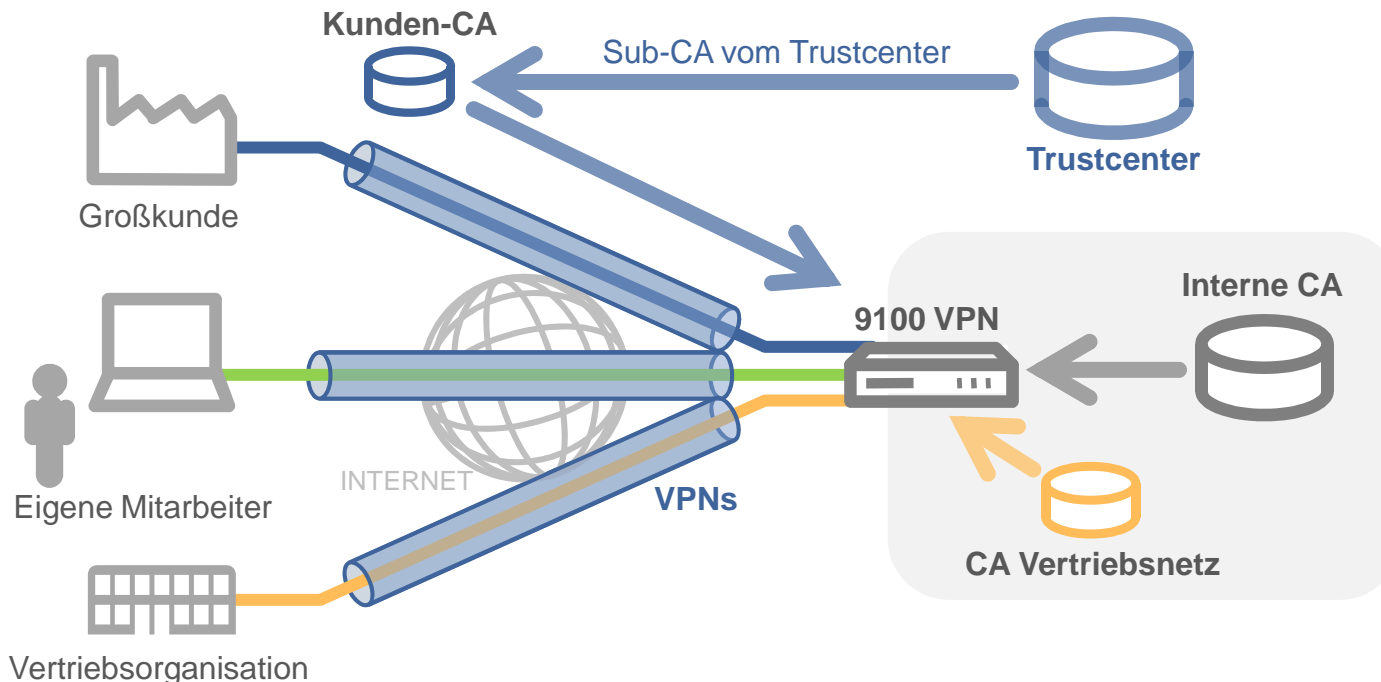 Kunden-CA
Sub-CA vom Trustcenter
Trustcenter
Großkunde
Interne CA
9100 VPN
INTERNET
VPNs
Eigene Mitarbeiter
CA Vertriebsnetz
Vertriebsorganisation